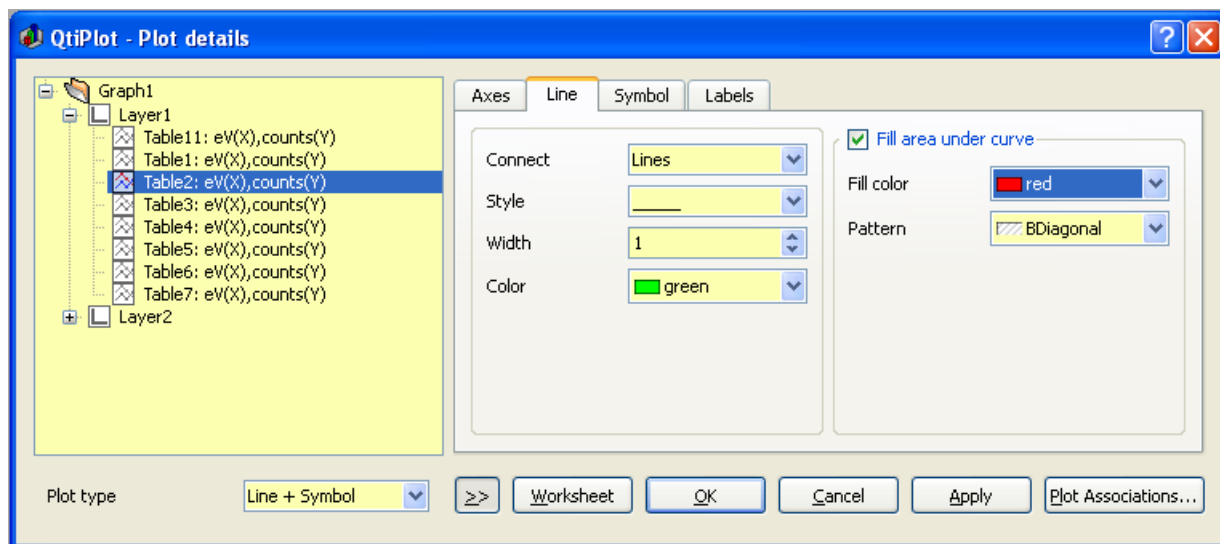 QtiPlot - Plot details
Graph1
Layer1
Table11: eV(X),counts(Y)
Table1: eV(X),counts(Y)
Table2: eV(X),counts(Y)
Table3: eV(X),counts(Y)
Table4: eV(X),counts(Y)
Table5: eV(X),counts(Y)
Table6: eV(X),counts(Y)
Table7: eV(X),counts(Y)
Layer2
Plot type
Line + Symbol
Axes
Line
Symbol
Labels
Connect
Lines
Style
Width
1
Color
green
Fill area under curve
Fill color
red
Pattern
BDiagonal
>>
Worksheet
OK
Cancel
Apply
Plot Associations...